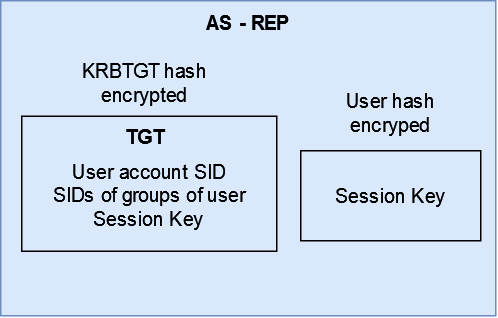 AS - REP
KRBTGT hash
encrypted
User hash
encryped
TGT
User account SID
SIDs of groups of user
Session Key
Session Key